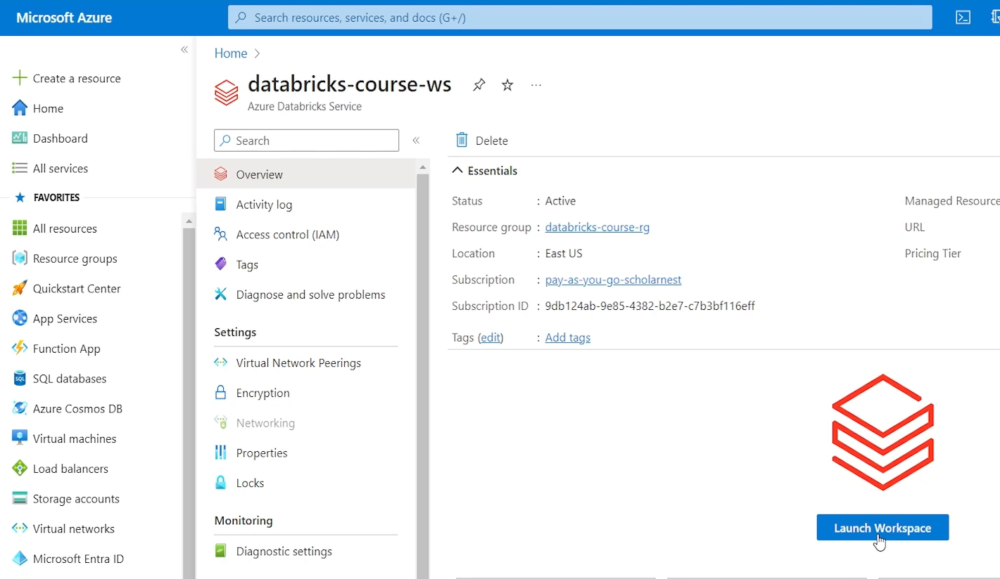 Microsoft Azure
Search resources, services, and docs (G+/)
Create a resource
Home
Dashboard
All services
FAVORITES
All resources
Resource groups
Quickstart Center
App Services
Function App
SQL databases
Azure Cosmos DB
Virtual machines
Load balancers
Storage accounts
Virtual networks
Microsoft Entra ID
Home >
databricks-course-ws
Azure Databricks Service
Search
Overview
Activity log
Access control (IAM)
Tags
Diagnose and solve problems
Settings
Virtual Network Peerings
Encryption
Networking
Properties
Locks
Monitoring
Diagnostic settings
Delete
Essentials
Status : Active
Resource group : databricks-course-rg
Location : East US
Subscription : pay-as-you-go-scholarnest
Subscription ID : 9db124ab-9e85-4382-b2e7-c7b3bf116eff
Tags (edit) : Add tags
Managed Resource
URL
Pricing Tier
Launch Workspace